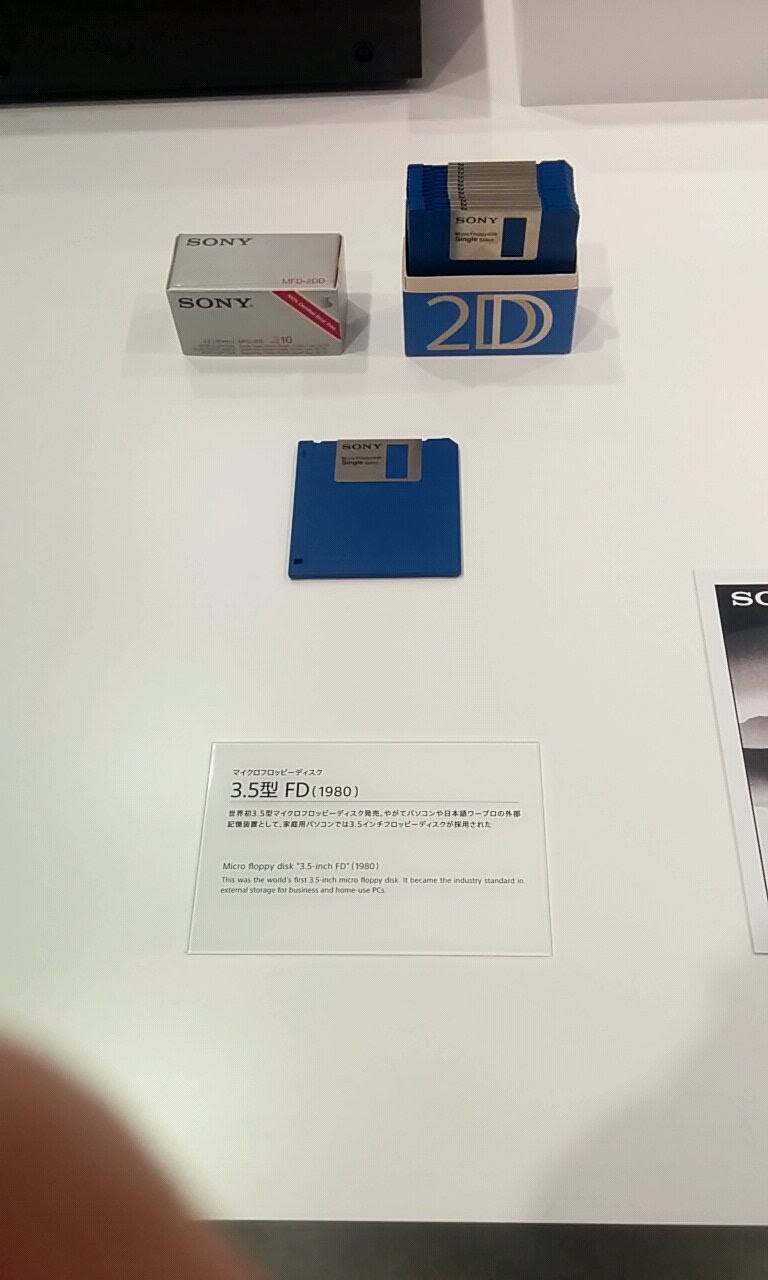 SONY
MFD-2DD
SONY
100% Certified Error Free
10
SONY
Micro Floppydisk
Single Sided
2DD
SONY
Micro Floppydisk
Single Sided
SO
マイクロフロッピーディスク
3.5型 FD(1980)
世界初3.5型マイクロフロッピーディスク発売。やがてパソコンや日本語ワープロの外部
記憶装置として、家庭用パソコンでは3.5インチフロッピーディスクが採用された
Micro floppy disk "3.5-inch FD" (1980)
This was the world's first 3.5-inch micro floppy disk. It became the industry standard in
external storage for business and home-use PCs.